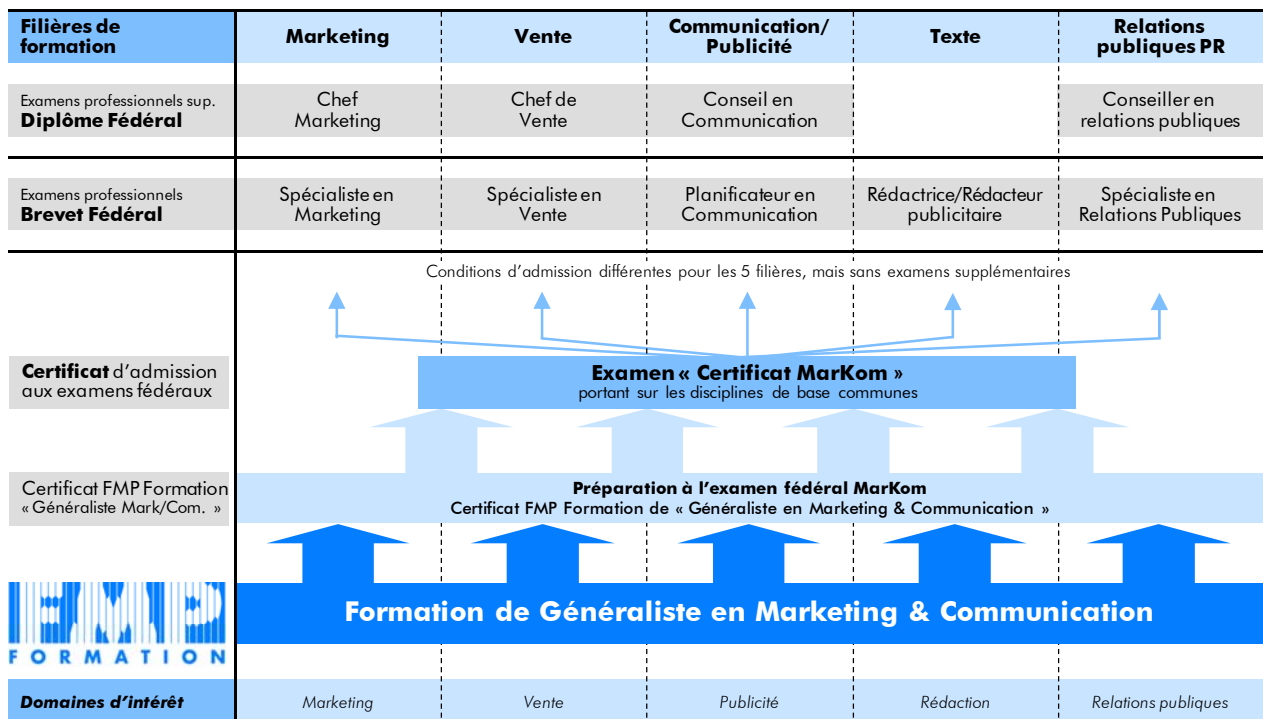 Filières de
formation
Marketing
Vente
Communication/
Publicité
Texte
Relations
publiques PR
Examens professionnels sup.
Diplôme Fédéral
Chef
Marketing
Chef de
Vente
Conseil en
Communication
Conseiller en
relations publiques
Examens professionnels
Brevet Fédéral
Spécialiste en
Marketing
Spécialiste en
Vente
Planificateur en
Communication
Rédactrice/Rédacteur
publicitaire
Spécialiste en
Relations Publiques
Conditions d’admission différentes pour les 5 filières, mais sans examens supplémentaires
Certificat d’admission
aux examens fédéraux
Examen « Certificat MarKom »
portant sur les disciplines de base communes
Certificat FMP Formation
« Généraliste Mark/Com. »
Préparation à l’examen fédéral MarKom
Certificat FMP Formation de « Généraliste en Marketing & Communication »
FMP
FORMATION
Formation de Généraliste en Marketing & Communication
Domaines d’intérêt
Marketing
Vente
Publicité
Rédaction
Relations publiques